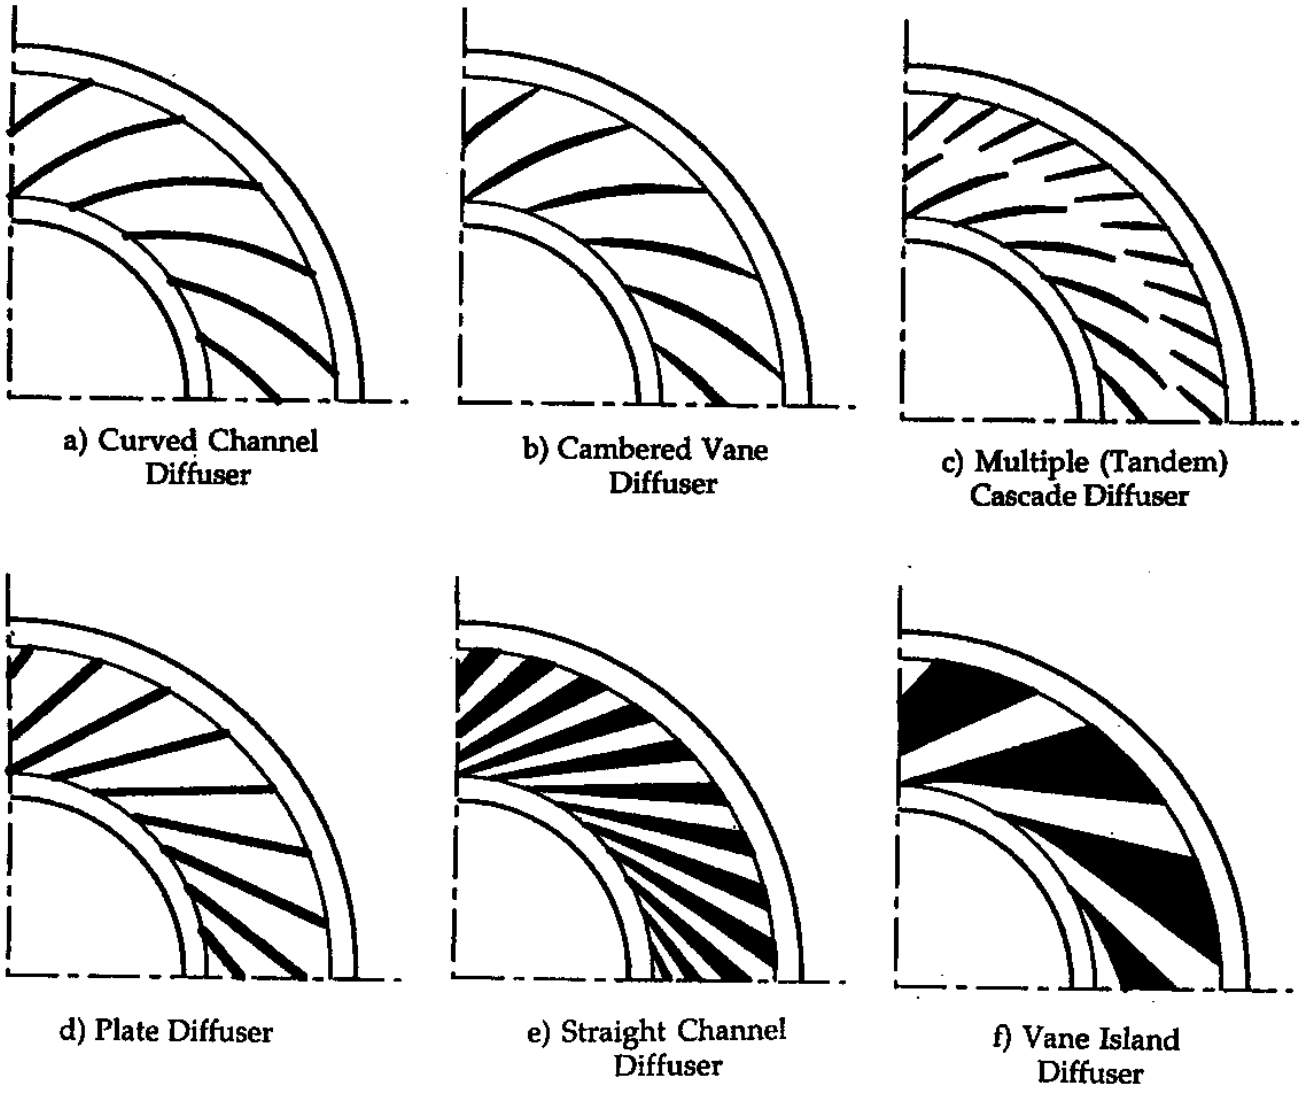 a) Curved Channel
Diffuser
b) Cambered Vane
Diffuser
c) Multiple (Tandem)
Cascade Diffuser
d) Plate Diffuser
e) Straight Channel
Diffuser
f) Vane Island
Diffuser